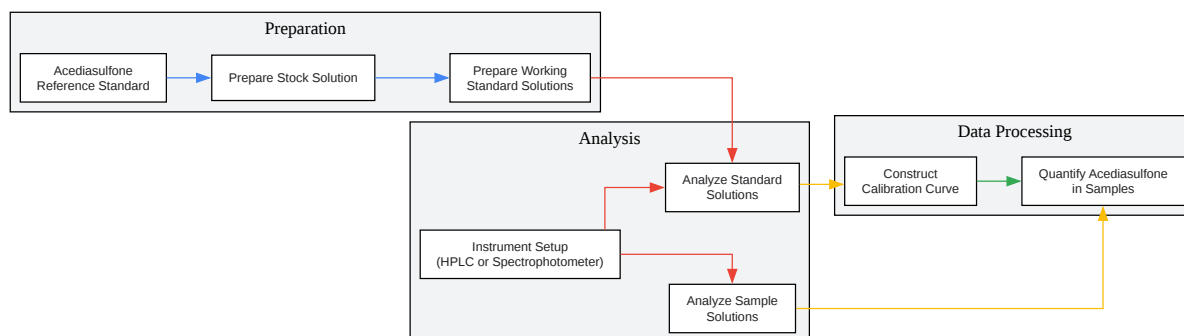 Preparation
Acediasulfone
Reference Standard
Prepare Stock Solution
Prepare Working
Standard Solutions
Analysis
Analyze Standard
Solutions
Instrument Setup
(HPLC or Spectrophotometer)
Analyze Sample
Solutions
Data Processing
Construct
Calibration Curve
Quantify Acediasulfone
in Samples